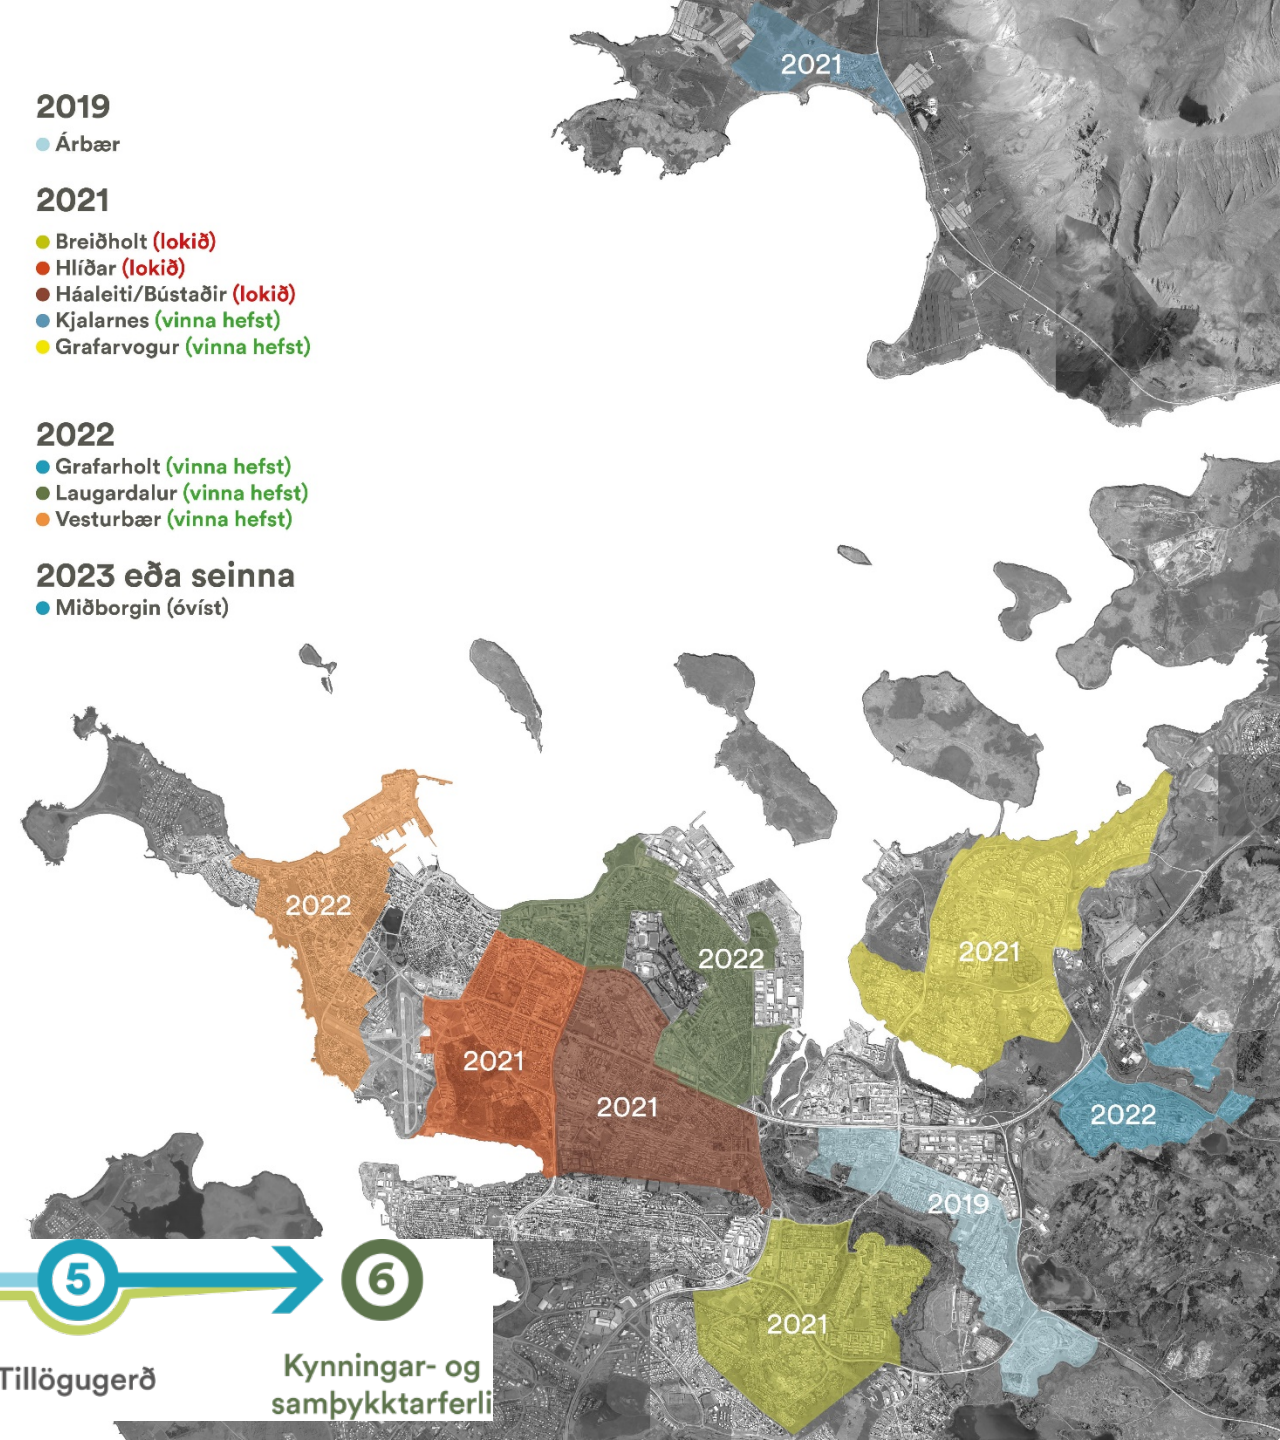 2019
Árbær
2021
Breiðholt (lokið)
Hlíðar (lokið)
Háaleiti/Bústaðir (lokið)
Kjalarnes (vinna hefst)
Grafarvogur (vinna hefst)
2022
Grafarholt (vinna hefst)
Laugardalur (vinna hefst)
Vesturbær (vinna hefst)
2023 eða seinna
Miðborgin (óvíst)
2021
2022
2022
2021
2021
2021
2022
2019
2021
5
6
Tillögugerð
Kynningar- og
samþykktarferli